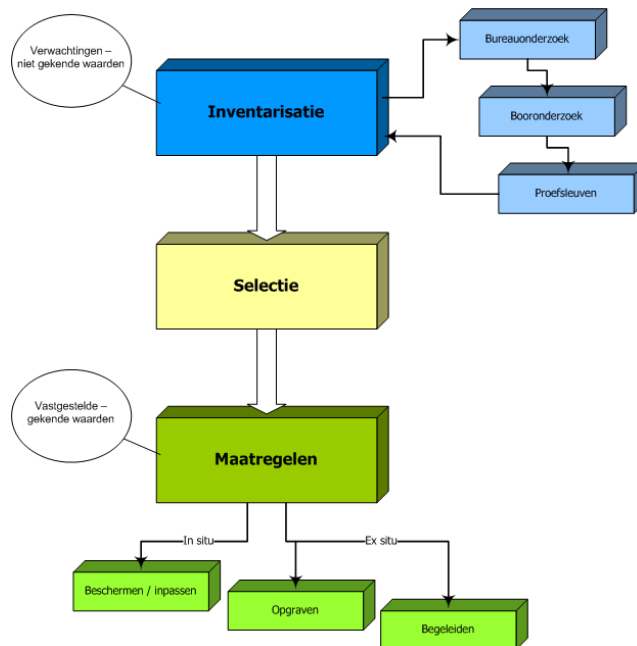 Verwachtingen –
niet gekende waarden
Inventarisatie
Bureauonderzoek
Booronderzoek
Proefsleuven
Selectie
Vastgestelde –
gekende waarden
Maatregelen
In situ
Ex situ
Beschermen / inpassen
Opgraven
Begeleiden